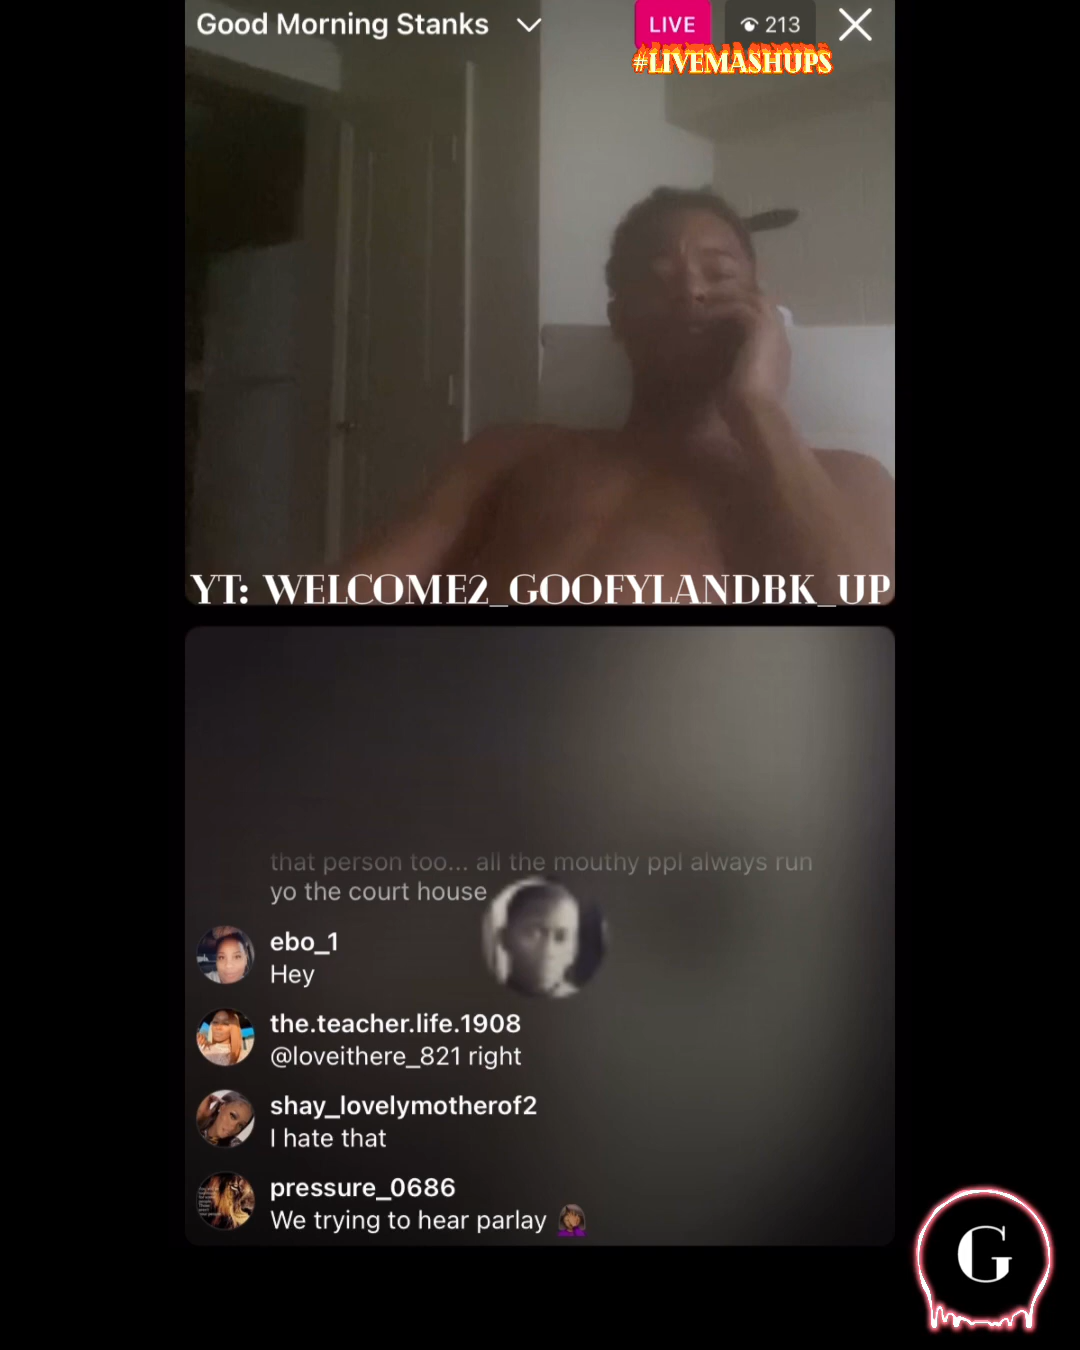 Good Morning Stanks
LIVE
213
#LIVEMASHUPS
YT: WELCOME2_GOOFYLANDBK_UP
that person too... all the mouthy ppl always run
yo the court house
ebo_1
Hey
the.teacher.life.1908
@loveithere_821 right
shay_lovelymotherof2
I hate that
pressure_0686
We trying to hear parlay 🤦🏾‍♀️
G